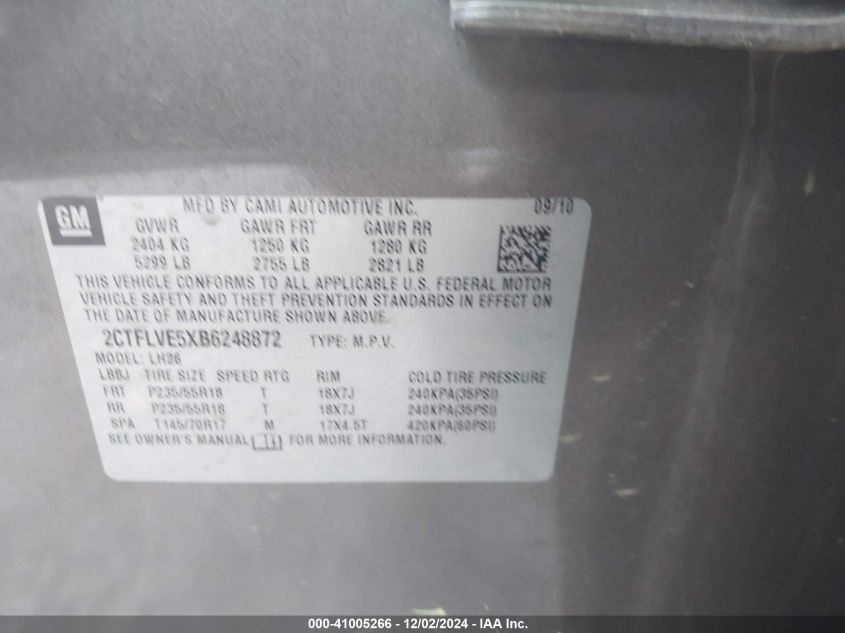 GM
MFD BY CAMI AUTOMOTIVE INC. 09/10
GVWR GAWR FRT GAWR RR
2404 KG 1250 KG 1280 KG
5299 LB 2755 LB 2821 LB
THIS VEHICLE CONFORMS TO ALL APPLICABLE U.S. FEDERAL MOTOR
VEHICLE SAFETY AND THEFT PREVENTION STANDARDS IN EFFECT ON
THE DATE OF MANUFACTURE SHOWN ABOVE.
2CTFLVE5XB6248872 TYPE: M.P.V.
MODEL: LH26
LBBJ TIRE SIZE SPEED RTG RIM COLD TIRE PRESSURE
FRT P235/55R18 T 18X7J 240KPA(35PSI)
RR P235/55R18 T 18X7J 240KPA(35PSI)
SPA T145/70R17 M 17X4.5T 420KPA(60PSI)
SEE OWNER'S MANUAL FOR MORE INFORMATION.
000-41005266 - 12/02/2024 - IAA Inc.